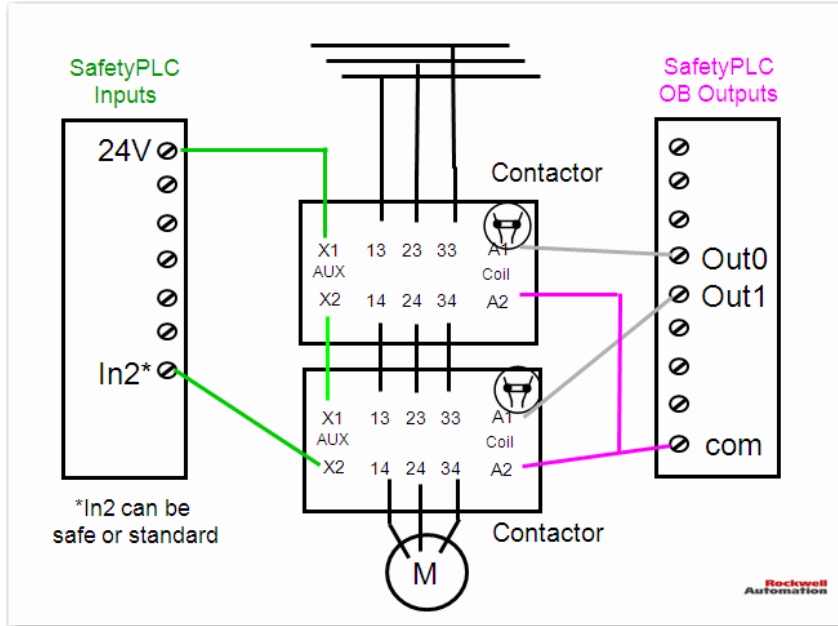 SafetyPLC
Inputs
SafetyPLC
OB Outputs
24V
Contactor
X1 13 23 33 A1
AUX Coil
X2 14 24 34 A2
Out0
Out1
In2*
X1 13 23 33 A1
AUX Coil
X2 14 24 34 A2
com
*In2 can be
safe or standard
Contactor
M
Rockwell
Automation